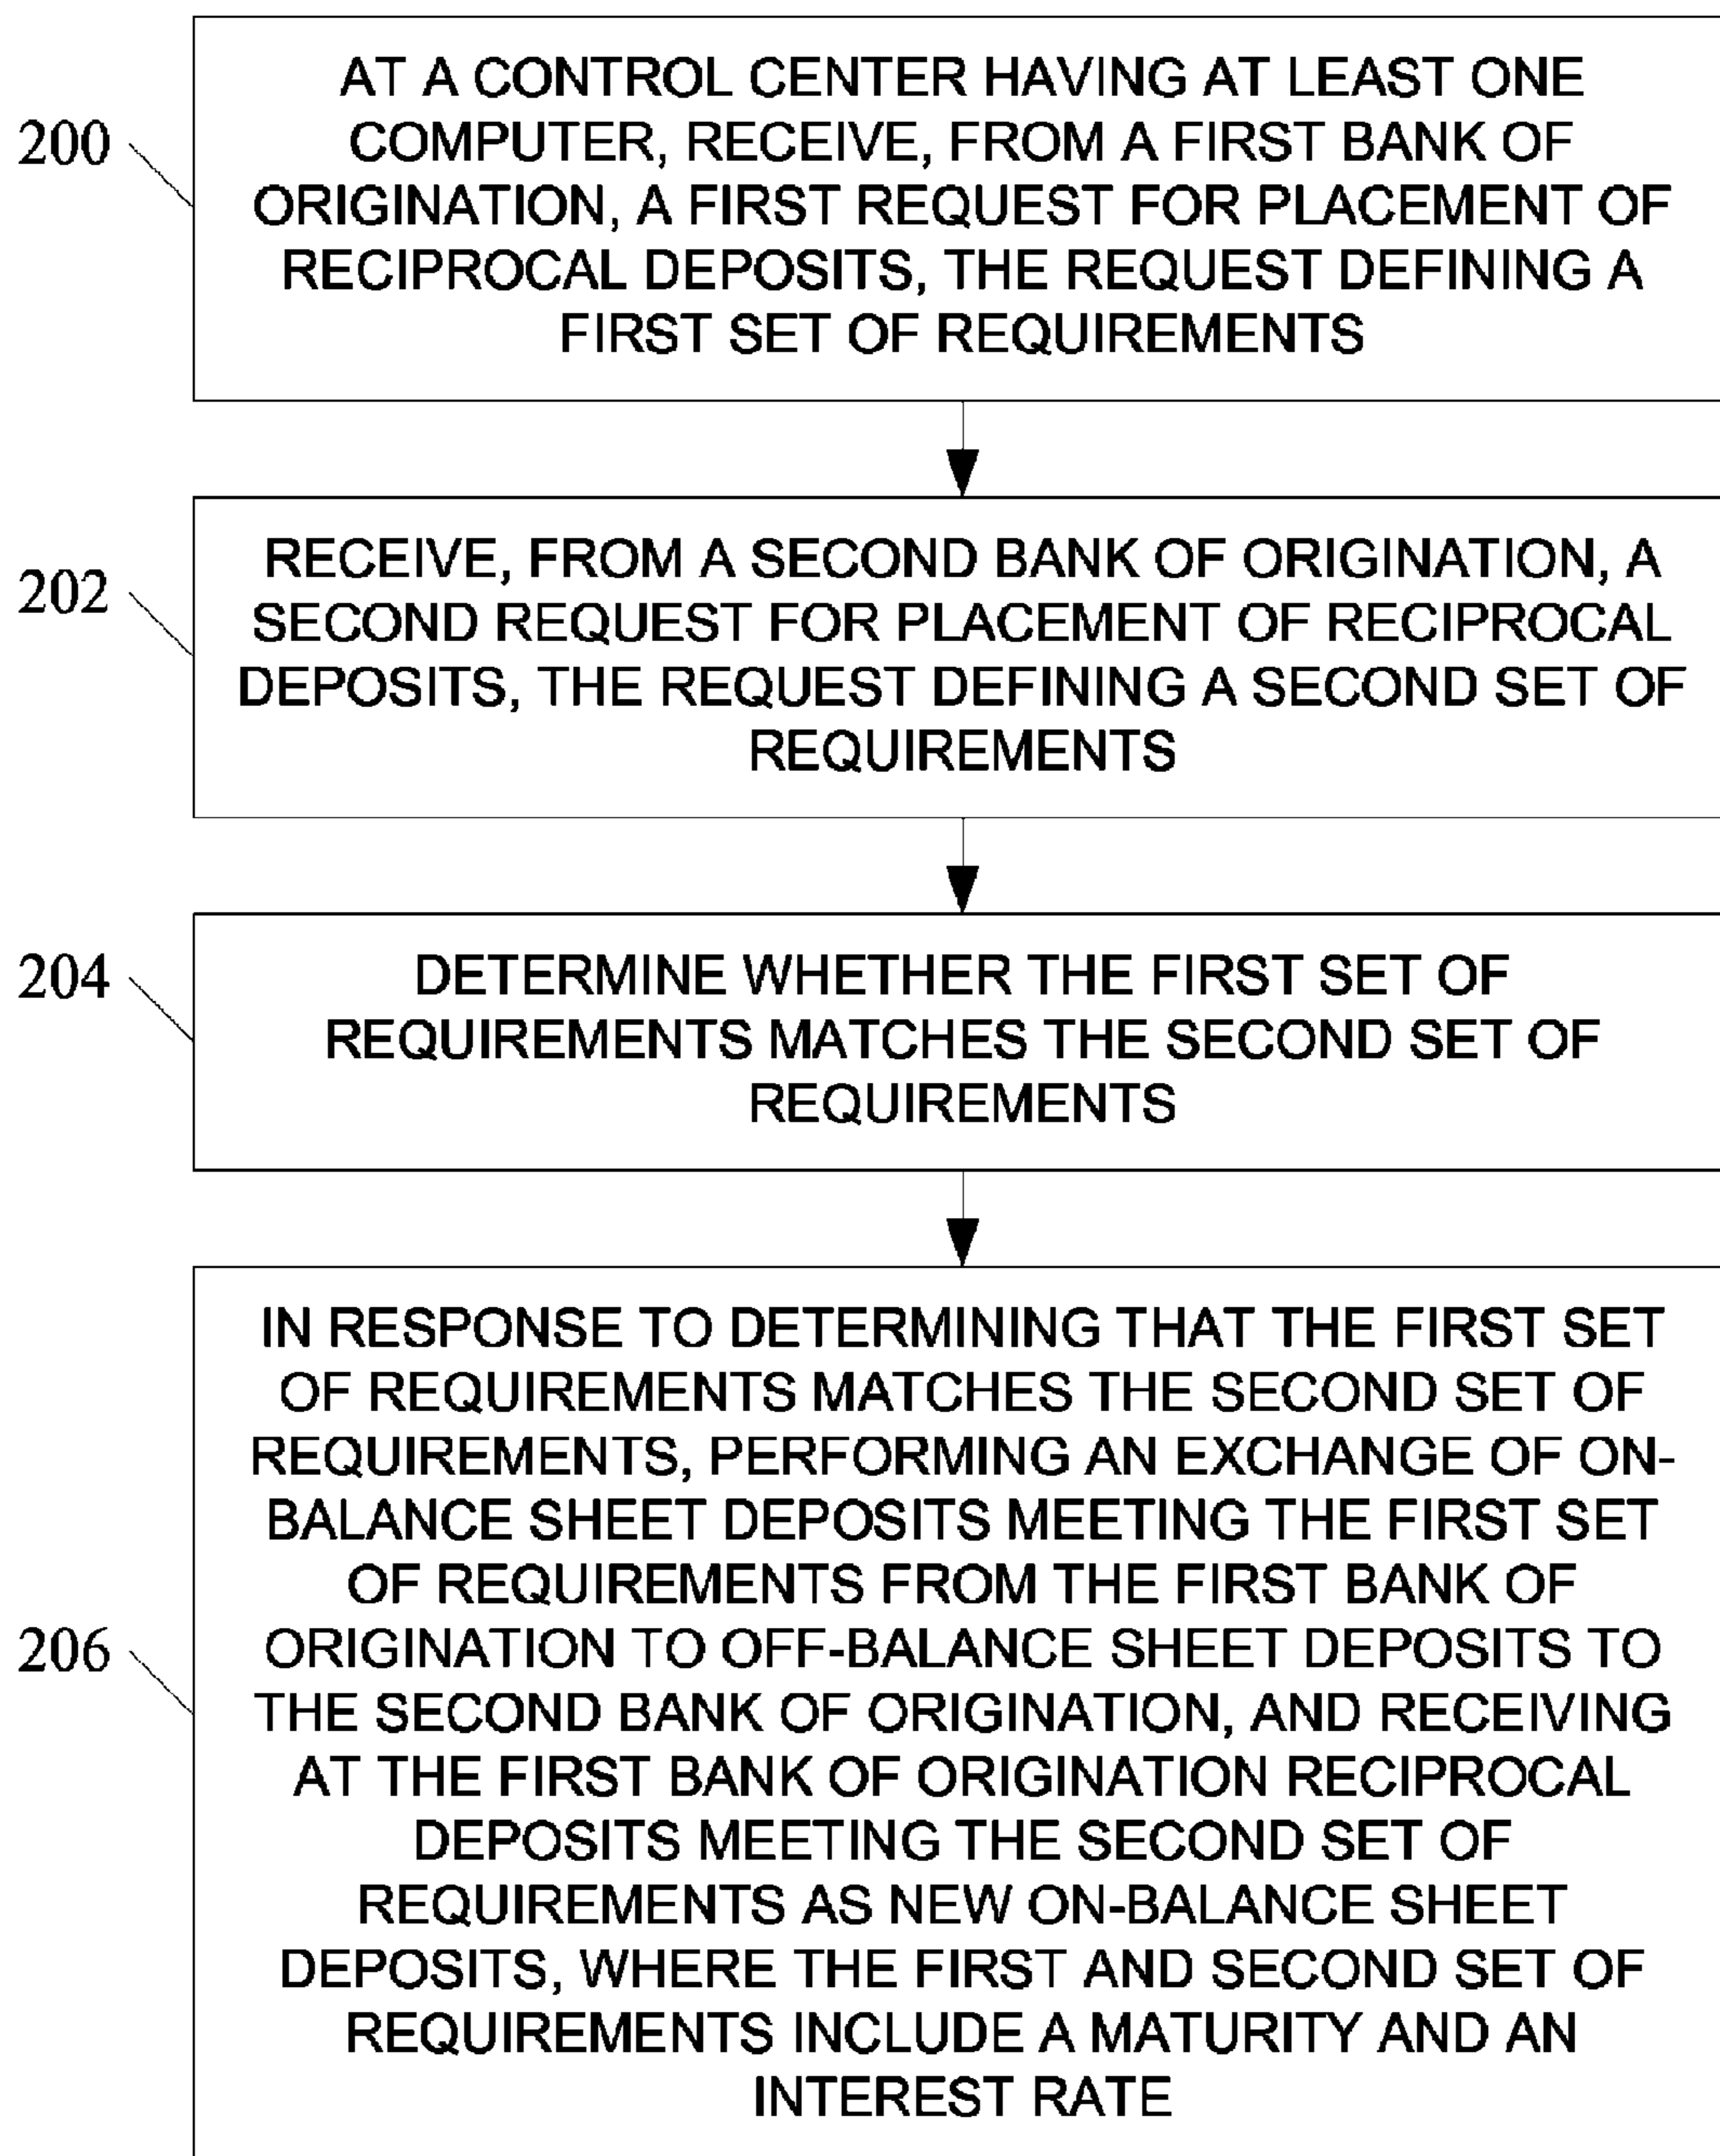 AT A CONTROL CENTER HAVING AT LEAST ONE
COMPUTER, RECEIVE, FROM A FIRST BANK OF
200
ORIGINATION, A FIRST REQUEST FOR PLACEMENT OF
RECIPROCAL DEPOSITS, THE REQUEST DEFINING A
FIRST SET OF REQUIREMENTS
RECEIVE, FROM A SECOND BANK OF ORIGINATION, A
202
SECOND REQUEST FOR PLACEMENT OF RECIPROCAL
DEPOSITS, THE REQUEST DEFINING A SECOND SET OF
REQUIREMENTS
204
DETERMINE WHETHER THE FIRST SET OF
REQUIREMENTS MATCHES THE SECOND SET OF
REQUIREMENTS
IN RESPONSE TO DETERMINING THAT THE FIRST SET
OF REQUIREMENTS MATCHES THE SECOND SET OF
REQUIREMENTS, PERFORMING AN EXCHANGE OF ON-
BALANCE SHEET DEPOSITS MEETING THE FIRST SET
OF REQUIREMENTS FROM THE FIRST BANK OF
206
ORIGINATION TO OFF-BALANCE SHEET DEPOSITS TO
THE SECOND BANK OF ORIGINATION, AND RECEIVING
AT THE FIRST BANK OF ORIGINATION RECIPROCAL
DEPOSITS MEETING THE SECOND SET OF
REQUIREMENTS AS NEW ON-BALANCE SHEET
DEPOSITS, WHERE THE FIRST AND SECOND SET OF
REQUIREMENTS INCLUDE A MATURITY AND AN
INTEREST RATE